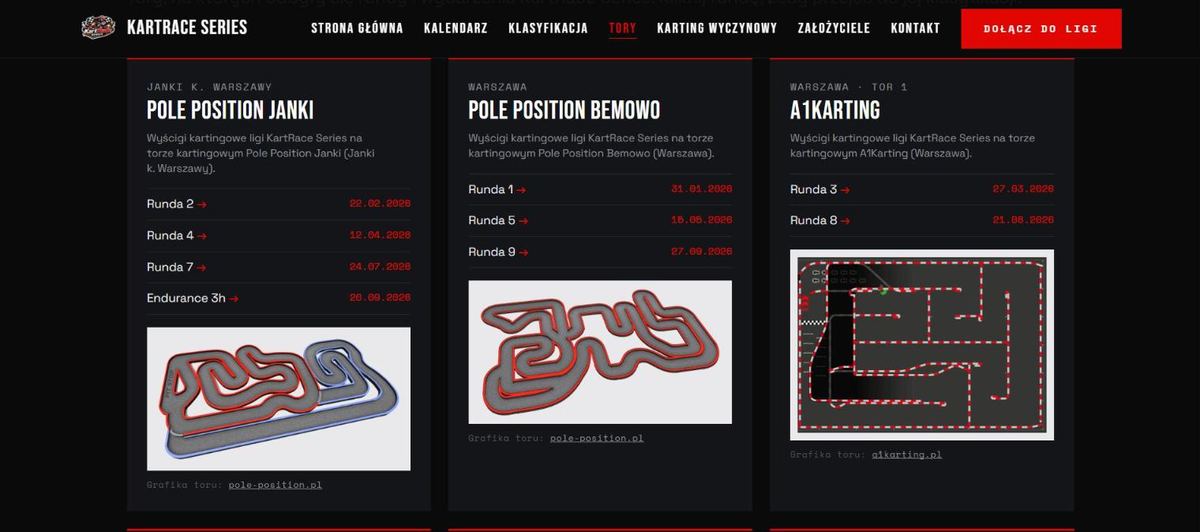 KARTRACE SERIES
STRONA GŁÓWNA
KALENDARZ
KLASYFIKACJA
TORY
KARTING WYCZYNOWY
ZAŁOŻYCIELE
KONTAKT
DOŁĄCZ DO LIGI
JANKI K. WARSZAWY
POLE POSITION JANKI
Wyścigi kartingowe ligi KartRace Series na
torze kartingowym Pole Position Janki (Janki
k. Warszawy).
Runda 2 → 22.02.2026
Runda 4 → 12.04.2026
Runda 7 → 24.07.2026
Endurance 3h → 26.09.2026
Grafika toru: pole-position.pl
WARSZAWA
POLE POSITION BEMOWO
Wyścigi kartingowe ligi KartRace Series na torze
kartingowym Pole Position Bemowo (Warszawa).
Runda 1 → 31.01.2026
Runda 5 →
Runda 9 → 27.09.2026
Grafika toru: pole-position.pl
WARSZAWA · TOR 1
A1KARTING
Wyścigi kartingowe ligi KartRace Series na torze
kartingowym A1Karting (Warszawa).
Runda 3 → 27.03.2026
Runda 8 → 21.08.2026
Grafika toru: a1karting.pl